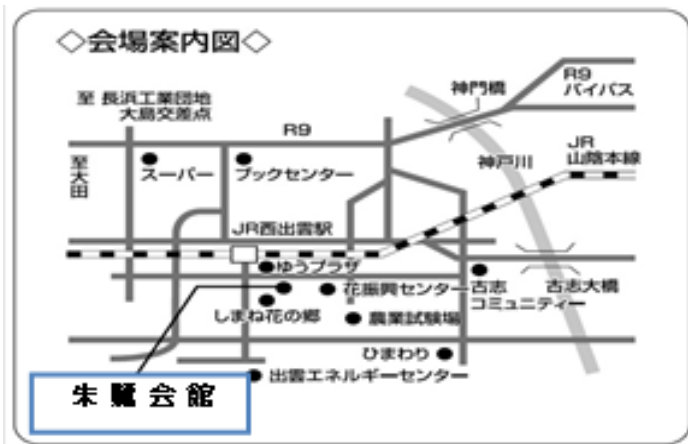 ◇会場案内図◇
至 長浜工業団地
大島交差点
R9
神門橋
R9
バイパス
至大田
スーパー
ブックセンター
神戸川
JR
山陰本線
JR西出雲駅
ゆうプラザ
花振興センター
古志
コミュニティー
古志大橋
しまね花の郷
農業試験場
ひまわり
出雲エネルギーセンター
朱鷺会館